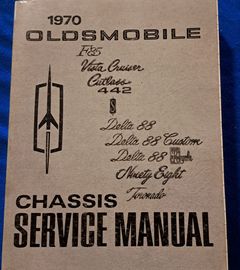 1970
OLDSMOBILE
F-85
Vista Cruiser
Cutlass
442
Delta 88
Delta 88 Custom
Delta 88
Ninety Eight
Toronado
CHASSIS
SERVICE MANUAL